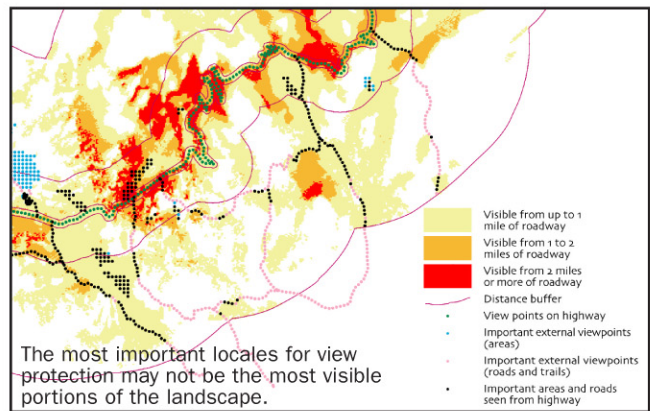 Visible from up to 1
mile of roadway
Visible from 1 to 2
miles of roadway
Visible from 2 miles
or more of roadway
Distance buffer
View points on highway
Important external viewpoints
(areas)
Important external viewpoints
(roads and trails)
Important areas and roads
seen from highway
The most important locales for view
protection may not be the most visible
portions of the landscape.